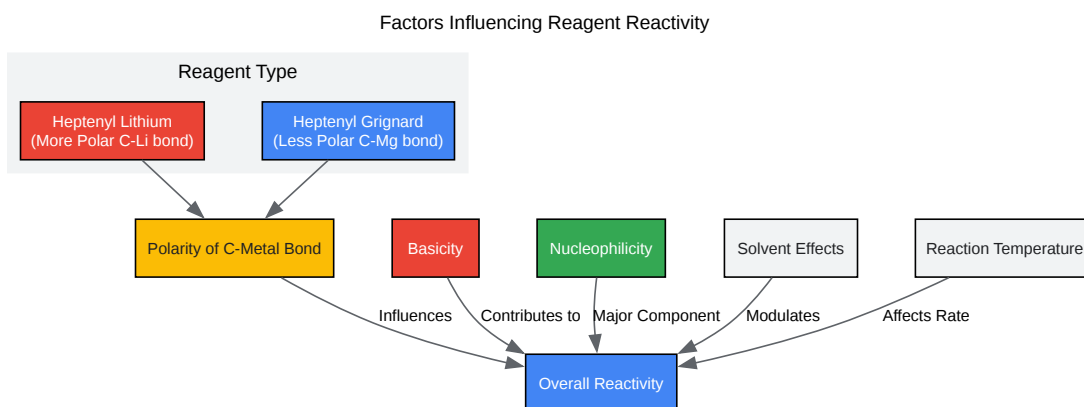 Factors Influencing Reagent Reactivity
Reagent Type
Heptenyl Lithium
(More Polar C-Li bond)
Heptenyl Grignard
(Less Polar C-Mg bond)
Polarity of C-Metal Bond
Basicity
Nucleophilicity
Solvent Effects
Reaction Temperature
Influences
Contributes to
Major Component
Modulates
Affects Rate
Overall Reactivity